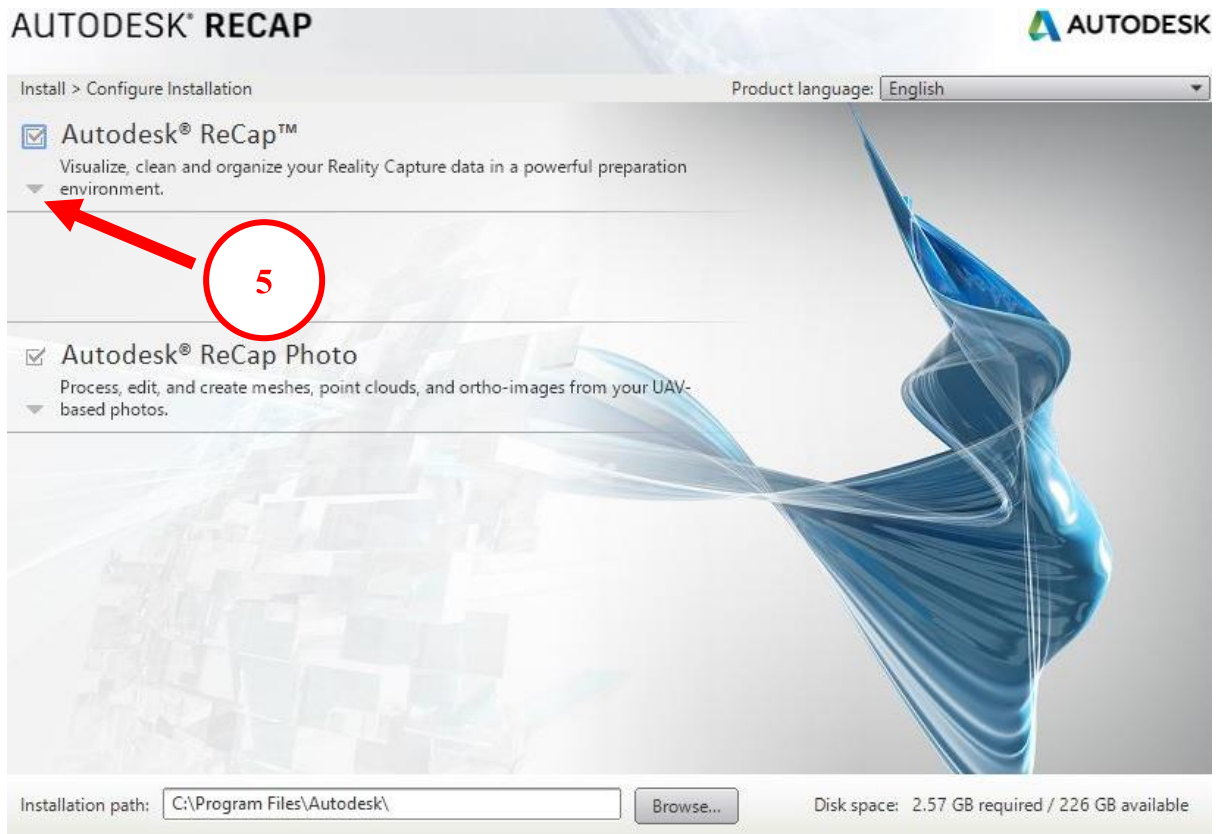 AUTODESK® RECAP
AUTODESK
Install > Configure Installation
Product language: English
Autodesk® ReCap™
Visualize, clean and organize your Reality Capture data in a powerful preparation
environment.
5
Autodesk® ReCap Photo
Process, edit, and create meshes, point clouds, and ortho-images from your UAV-
based photos.
Installation path: C:\Program Files\Autodesk\ Browse... Disk space: 2.57 GB required / 226 GB available